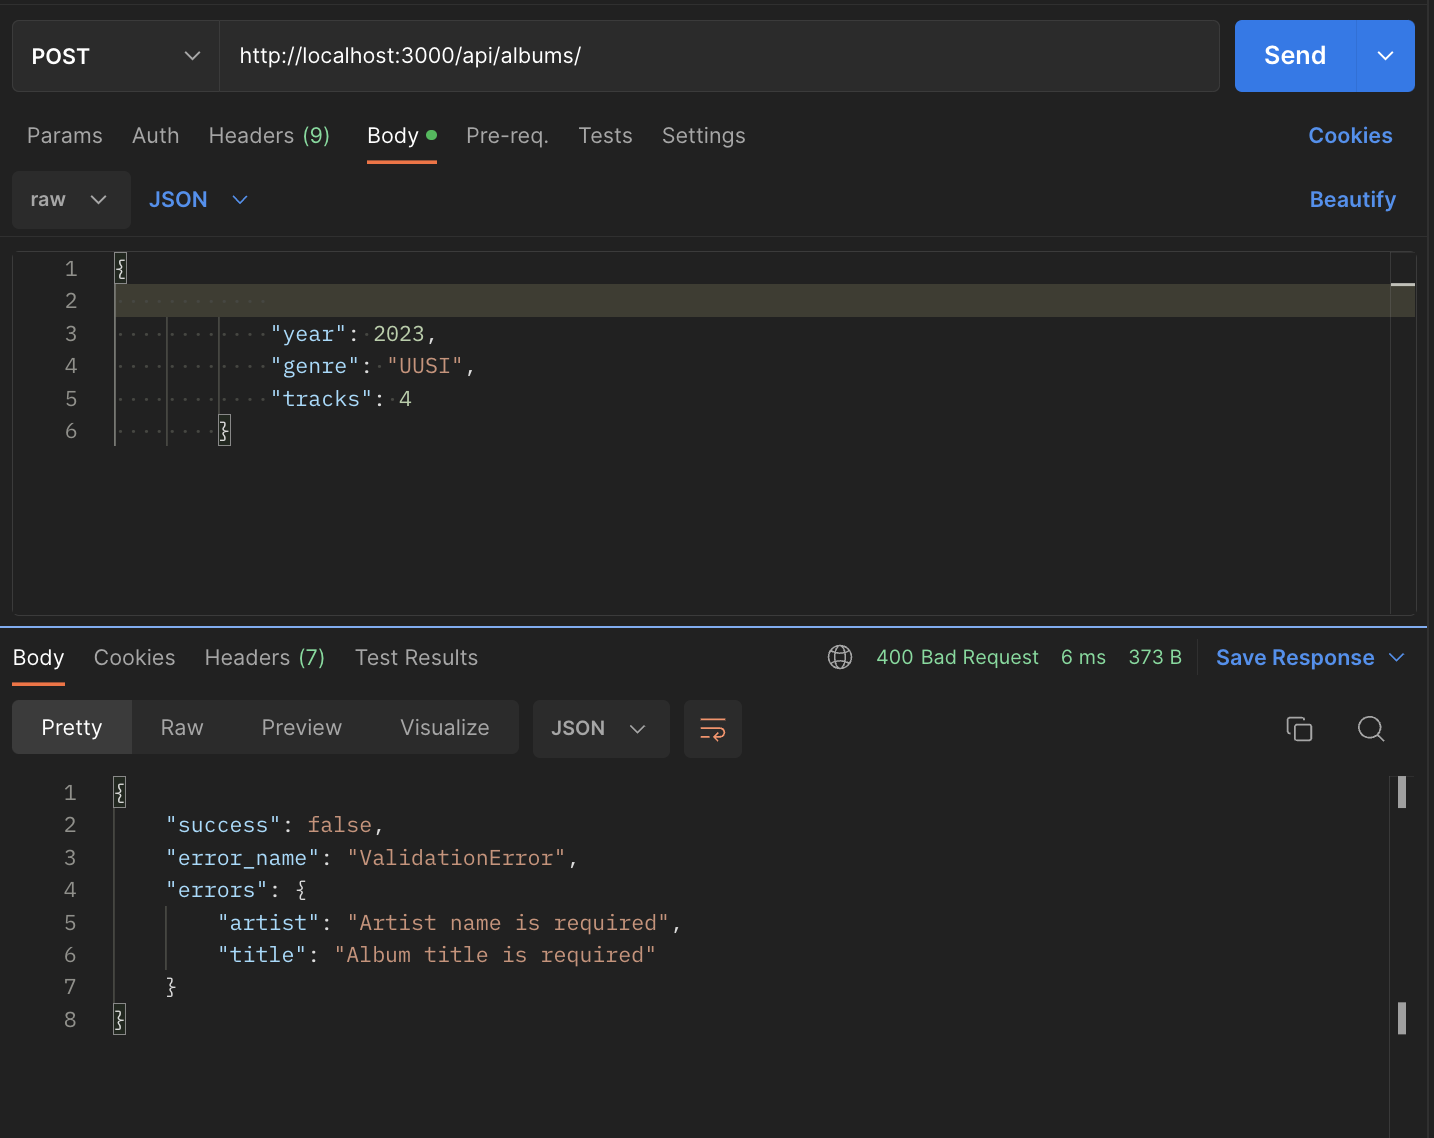 POST http://localhost:3000/api/albums/ Send
Params Auth Headers (9) Body Pre-req. Tests Settings Cookies
raw JSON Beautify
1 {
2
3 "year": 2023,
4 "genre": "UUSI",
5 "tracks": 4
6 }
Body Cookies Headers (7) Test Results 400 Bad Request 6 ms 373 B Save Response
Pretty Raw Preview Visualize JSON
1 {
2 "success": false,
3 "error_name": "ValidationError",
4 "errors": {
5 "artist": "Artist name is required",
6 "title": "Album title is required"
7 }
8 }